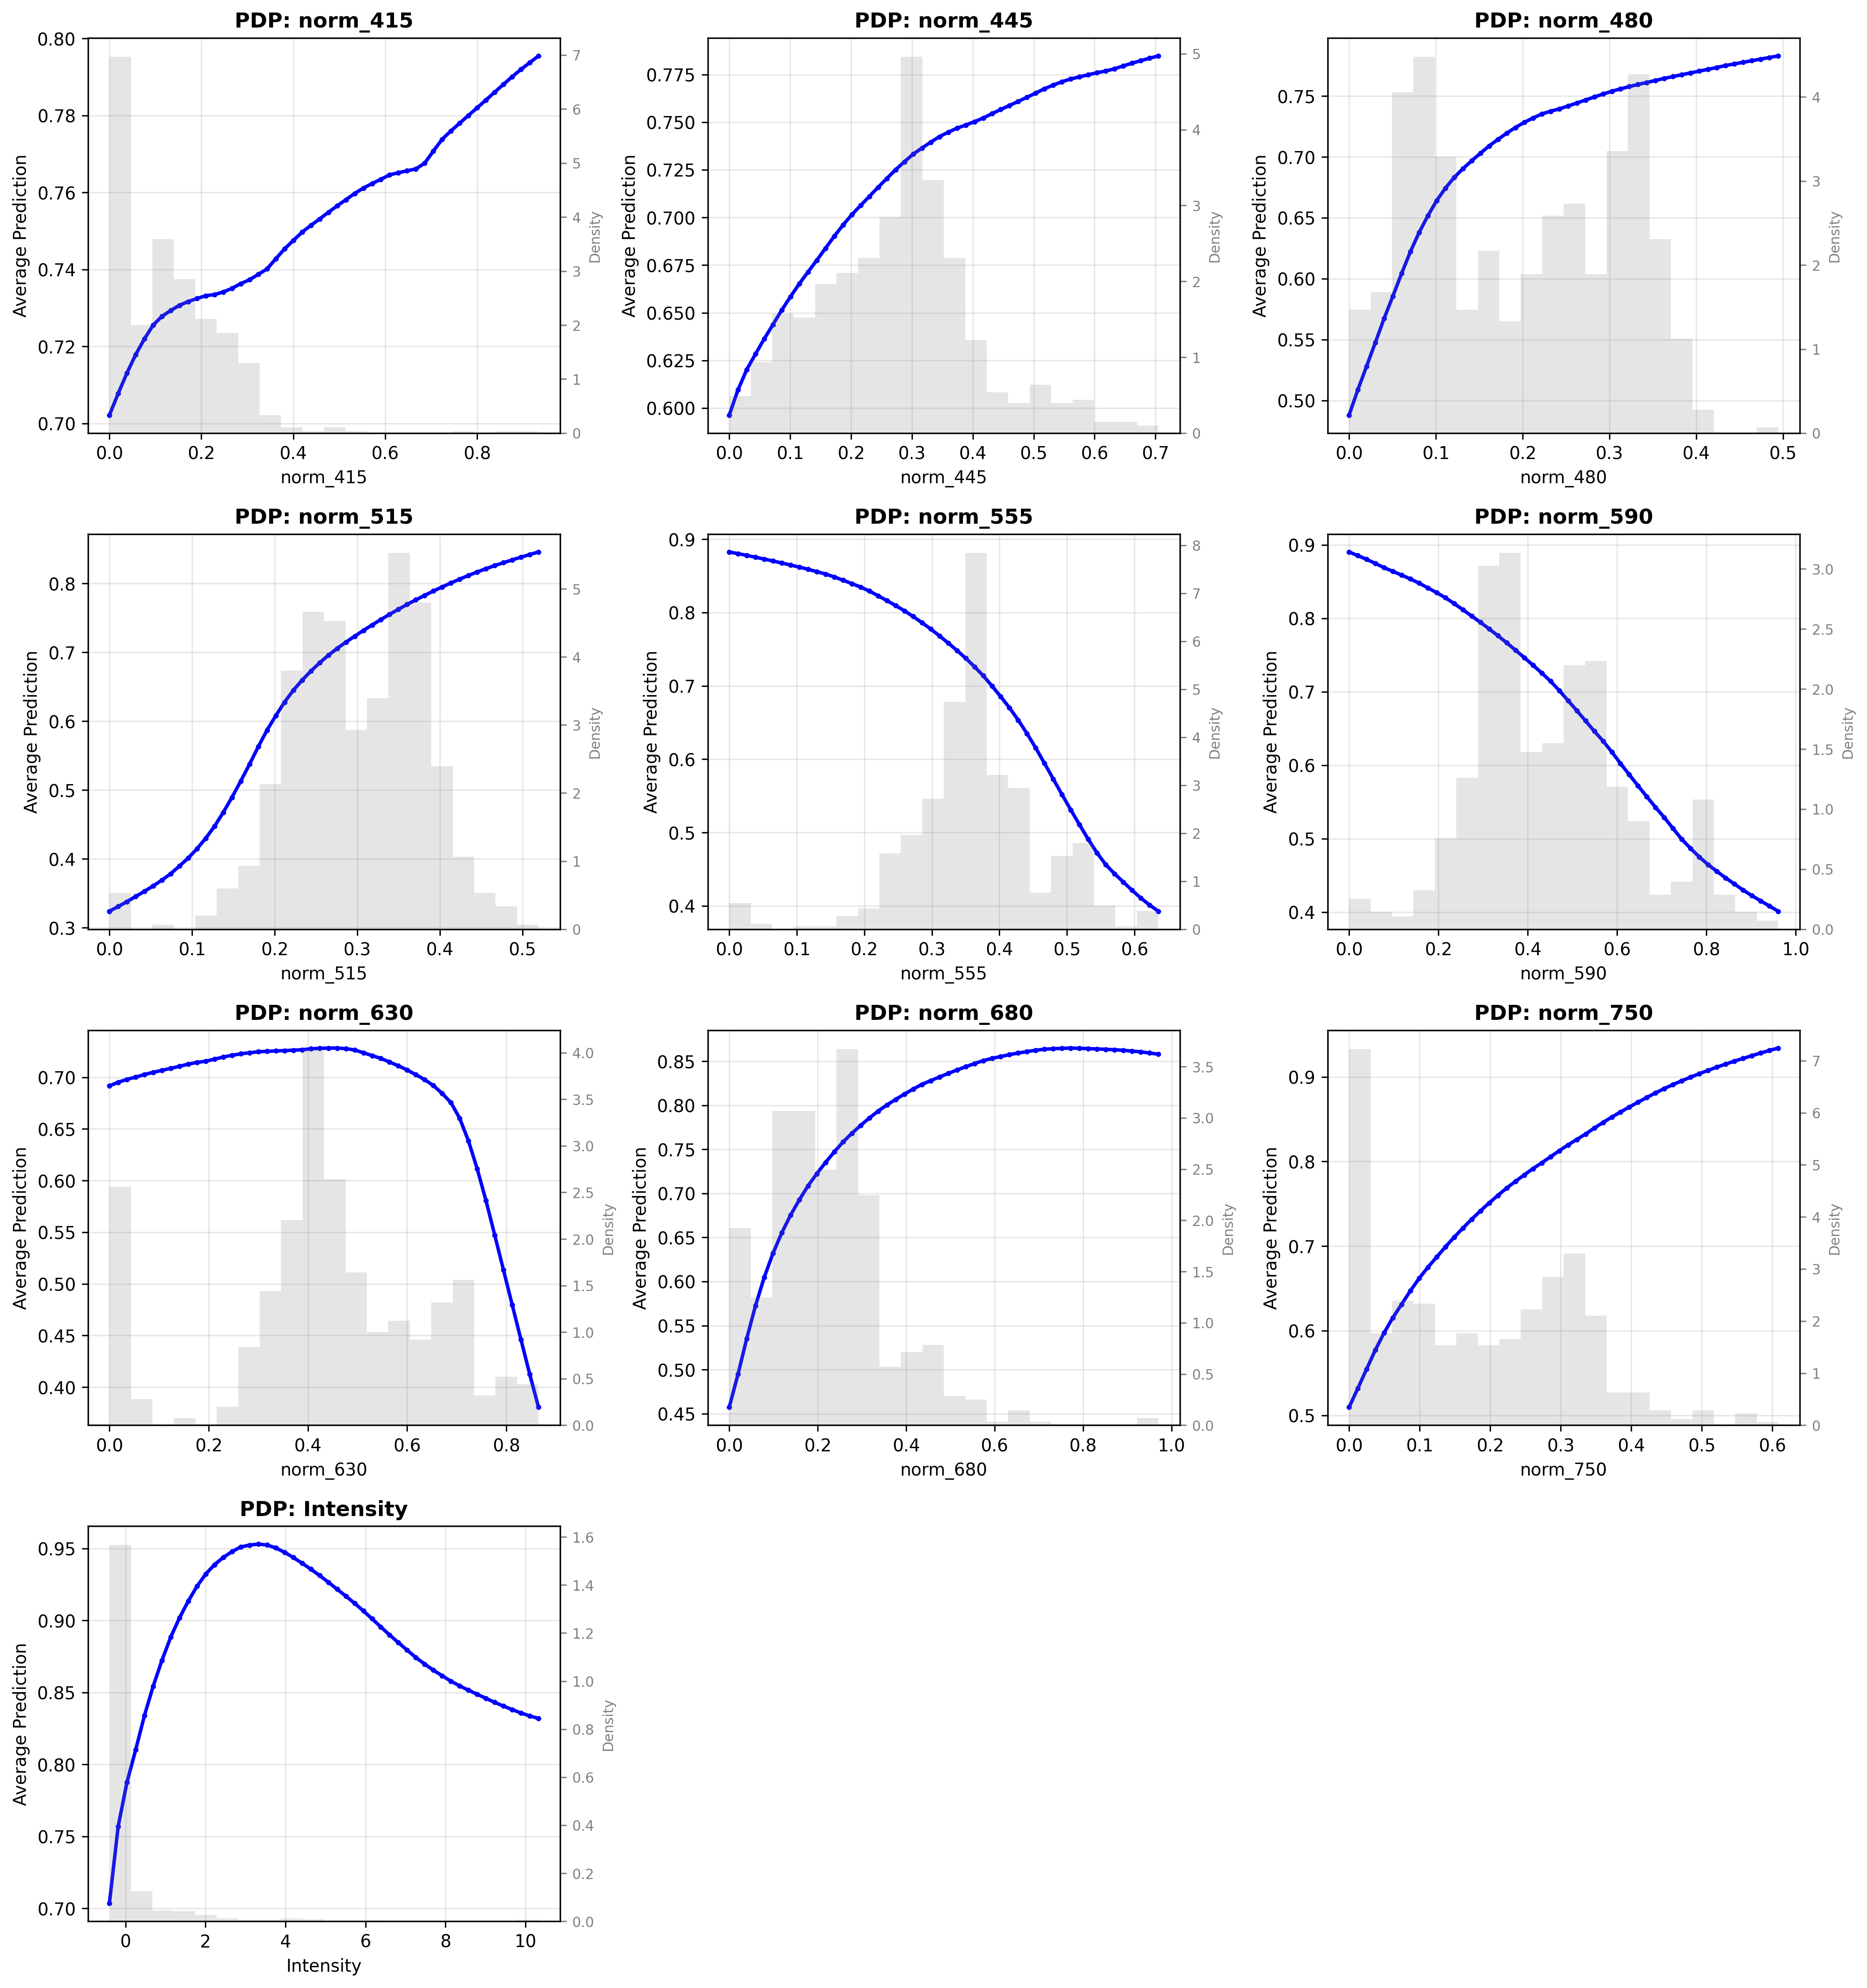 PDP: norm_415
0.80
0.78
0.76
0.74
0.72
0.70
Average Prediction
7
6
5
4
3
2
1
0
Density
0.0 0.2 0.4 0.6 0.8
norm_415
PDP: norm_445
0.775
0.750
0.725
0.700
0.675
0.650
0.625
0.600
Average Prediction
5
4
3
2
1
0
Density
0.0 0.1 0.2 0.3 0.4 0.5 0.6 0.7
norm_445
PDP: norm_480
0.75
0.70
0.65
0.60
0.55
0.50
Average Prediction
4
3
2
1
0
Density
0.0 0.1 0.2 0.3 0.4 0.5
norm_480
PDP: norm_515
0.8
0.7
0.6
0.5
0.4
0.3
Average Prediction
5
4
3
2
1
0
Density
0.0 0.1 0.2 0.3 0.4 0.5
norm_515
PDP: norm_555
0.9
0.8
0.7
0.6
0.5
0.4
Average Prediction
8
7
6
5
4
3
2
1
0
Density
0.0 0.1 0.2 0.3 0.4 0.5 0.6
norm_555
PDP: norm_590
0.9
0.8
0.7
0.6
0.5
0.4
Average Prediction
3.0
2.5
2.0
1.5
1.0
0.5
0.0
Density
0.0 0.2 0.4 0.6 0.8 1.0
norm_590
PDP: norm_630
0.70
0.65
0.60
0.55
0.50
0.45
0.40
Average Prediction
4.0
3.5
3.0
2.5
2.0
1.5
1.0
0.5
0.0
Density
0.0 0.2 0.4 0.6 0.8
norm_630
PDP: norm_680
0.85
0.80
0.75
0.70
0.65
0.60
0.55
0.50
0.45
Average Prediction
3.5
3.0
2.5
2.0
1.5
1.0
0.5
0.0
Density
0.0 0.2 0.4 0.6 0.8 1.0
norm_680
PDP: norm_750
0.9
0.8
0.7
0.6
0.5
Average Prediction
7
6
5
4
3
2
1
0
Density
0.0 0.1 0.2 0.3 0.4 0.5 0.6
norm_750
PDP: Intensity
0.95
0.90
0.85
0.80
0.75
0.70
Average Prediction
1.6
1.4
1.2
1.0
0.8
0.6
0.4
0.2
0.0
Density
0 2 4 6 8 10
Intensity